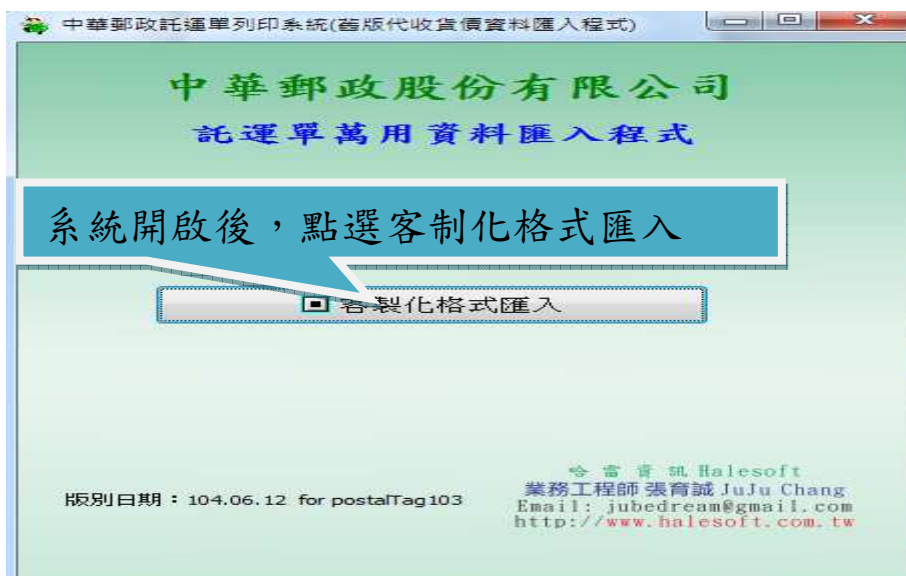 中華郵政託運單列印系統(舊版代收貨價資料匯入程式)
中華郵政股份有限公司
託運單萬用資料匯入程式
系統開啟後，點選客制化格式匯入
客製化格式匯入
版別日期：104.06.12 for postalTag103
哈雷資訊 Halesoft
業務工程師 張育誠 JuJu Chang
Email: jubedream@gmail.com
http://www.halesoft.com.tw